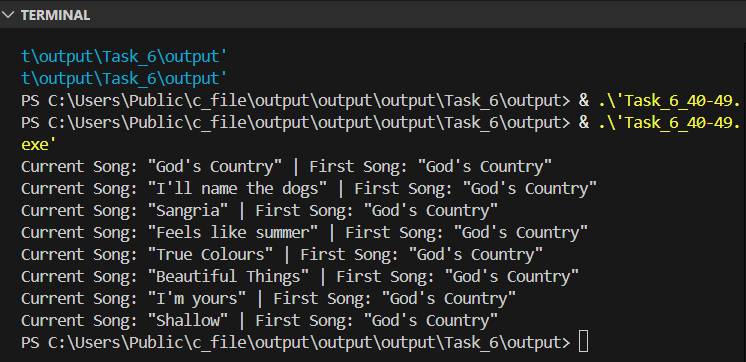 TERMINAL
t\output\Task_6\output'
t\output\Task_6\output'
PS C:\Users\Public\c_file\output\output\output\Task_6\output> & .\'Task_6_40-49.
PS C:\Users\Public\c_file\output\output\output\Task_6\output> & .\'Task_6_40-49.
exe'
Current Song: "God's Country" | First Song: "God's Country"
Current Song: "I'll name the dogs" | First Song: "God's Country"
Current Song: "Sangria" | First Song: "God's Country"
Current Song: "Feels like summer" | First Song: "God's Country"
Current Song: "True Colours" | First Song: "God's Country"
Current Song: "Beautiful Things" | First Song: "God's Country"
Current Song: "I'm yours" | First Song: "God's Country"
Current Song: "Shallow" | First Song: "God's Country"
PS C:\Users\Public\c_file\output\output\output\Task_6\output>